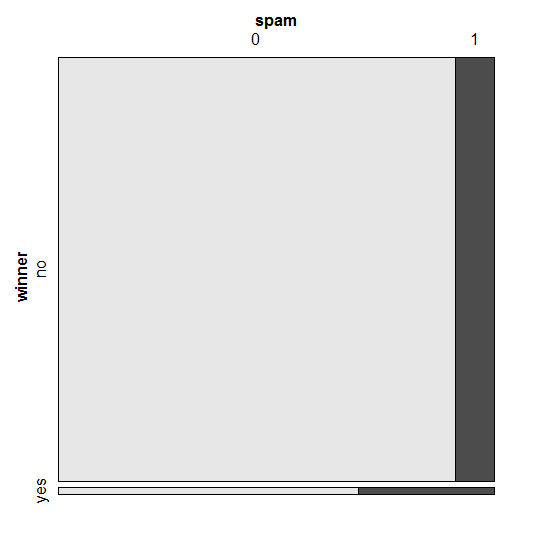 spam
0 1
winner
no
yes